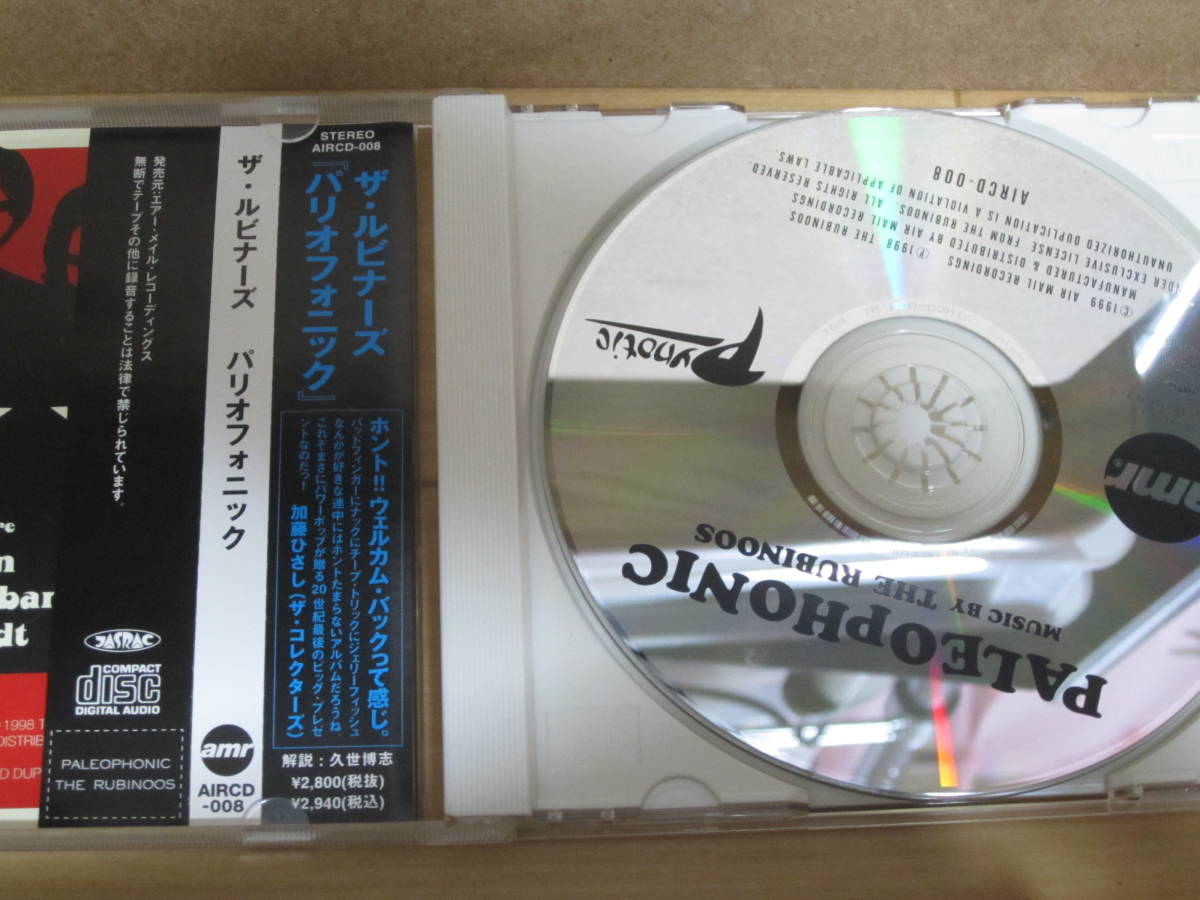 発売元:エアー・メイル・レコーディングス
無断でテープその他に録音することは法律で禁じられています。
JASRAC
COMPACT
disc
DIGITAL AUDIO
PALEOPHONIC
THE RUBINOOS
ザ・ルビナーズ パリオフォニック
amr
AIRCD
-008
STEREO
AIRCD-008
ザ・ルビナーズ
『パリオフォニック』
ホント!!ウェルカム・バックって感じ。
バッドフィンガーにナックにチープ・トリックにジェリーフィッシュ
なんかが好きな連中にはホントたまらないアルバムだろうね。
これぞまさにパワーポップが贈る20世紀最後のビッグ・プレゼ
ントなのだっ!
加藤ひさし(ザ・コレクターズ)
解説:久世博志
¥2,800(税抜)
¥2,940(税込)
bar
dt
1998
DISTRIBE
D DUP
PALEOPHONIC
MUSIC BY THE RUBINOOS
amr.
Pynotic
©1999 AIR MAIL RECORDINGS ℗1998 THE RUBINOOS
MANUFACTURED & DISTRIBUTED BY AIR MAIL RECORDINGS
NDER EXCLUSIVE LICENSE FROM THE RUBINOOS. ALL RIGHTS RESERVED.
UNAUTHORIZED DUPLICATION IS A VIOLATION OF APPLICABLE LAWS.
AIRCD-008